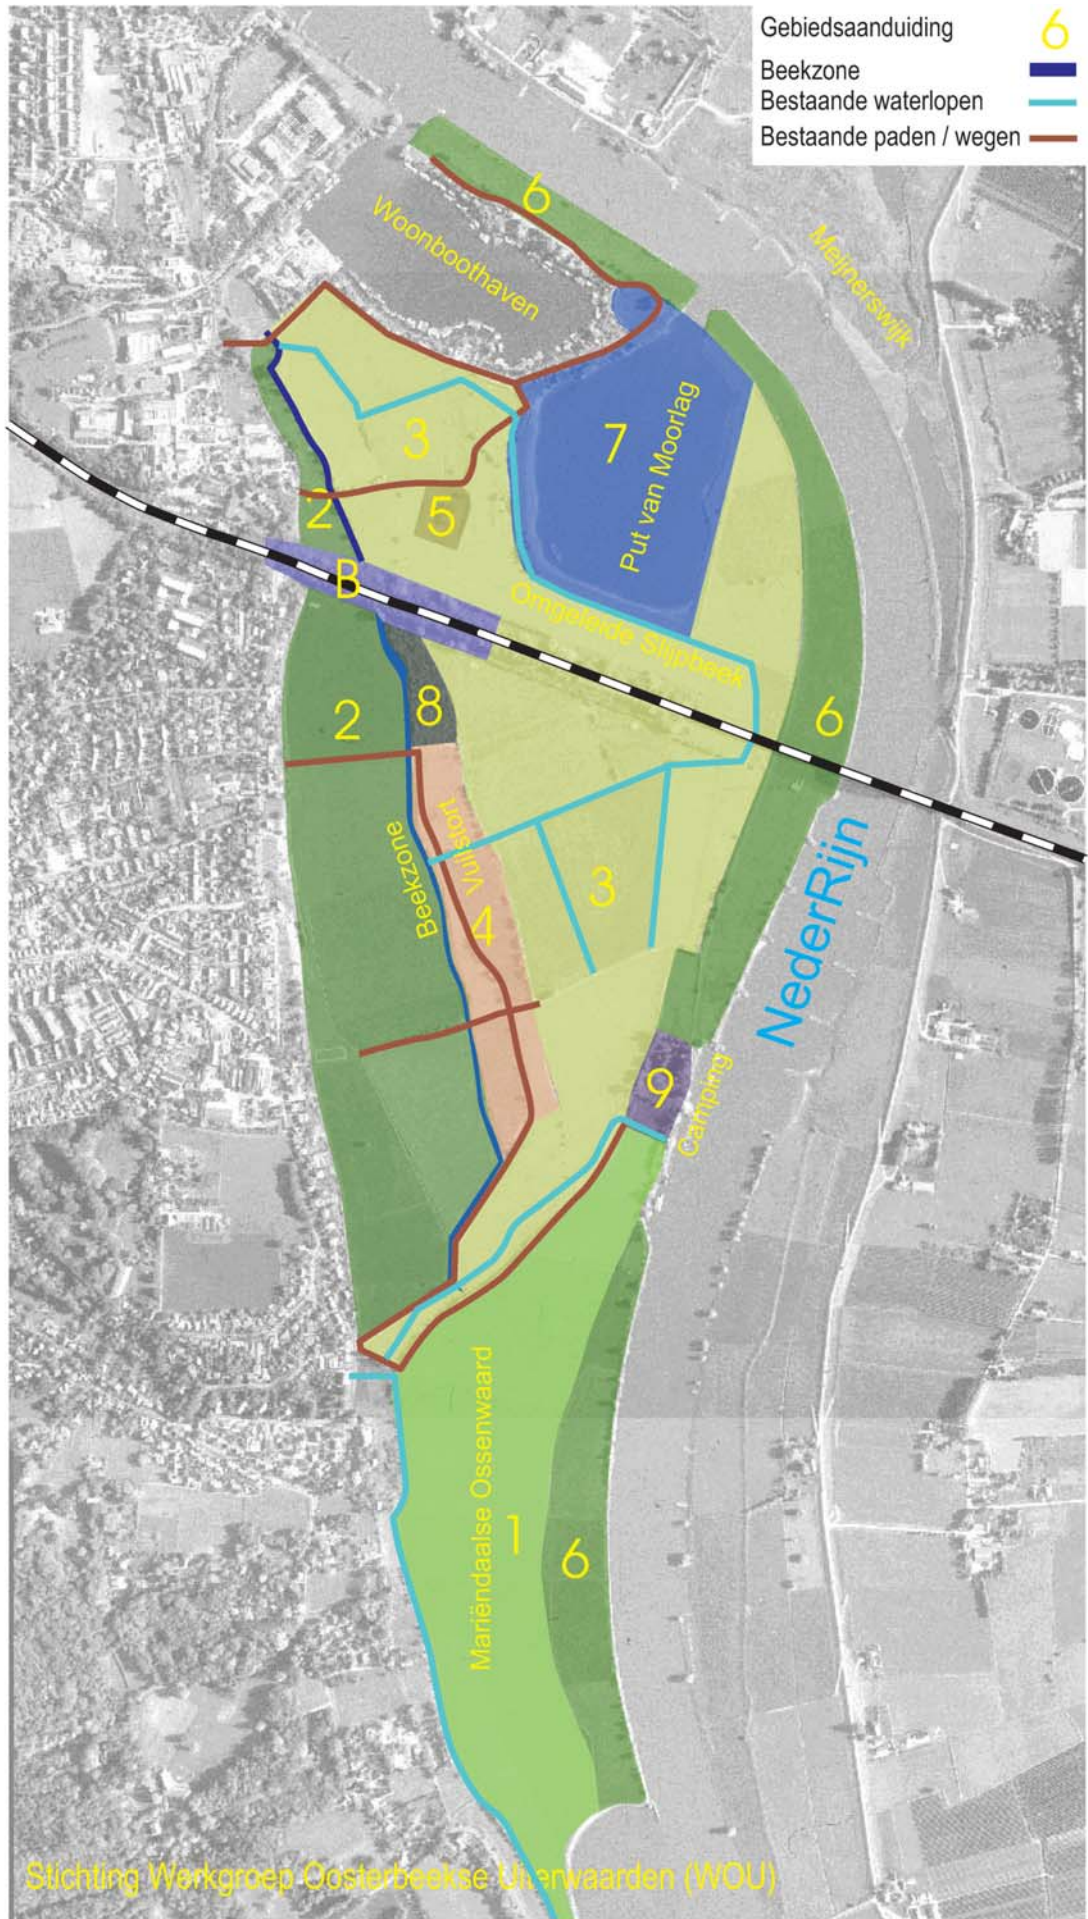 Gebiedsaanduiding 6
Beekzone
Bestaande waterlopen
Bestaande paden / wegen
6
Woonboothaven
Meijnerswijk
3
7
Put van Moorlag
2
5
B
Omgeleide Slijpbeek
2
8
6
Beekzone
Vuilstort
3
4
NederRijn
9
Camping
Mariëndaalse Ossenwaard
1
6
Stichting Werkgroep Oosterbeekse Uiterwaarden (WOU)